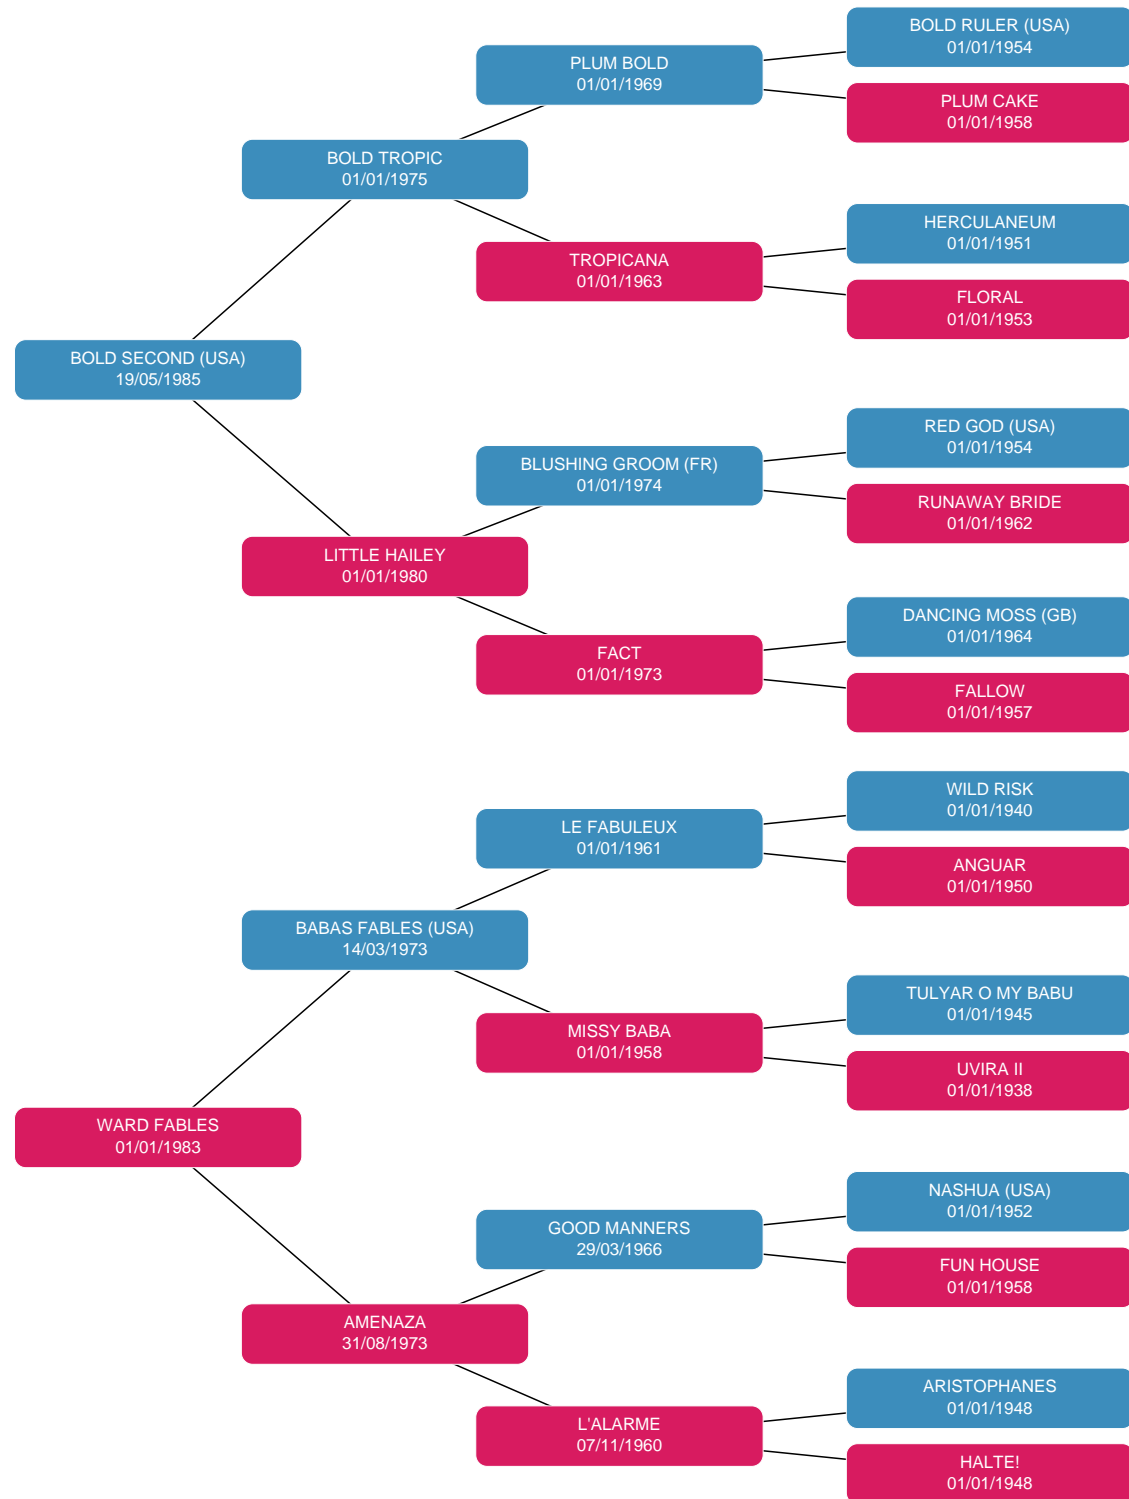 BOLD RULER (USA)
01/01/1954
PLUM BOLD
01/01/1969
PLUM CAKE
01/01/1958
BOLD TROPIC
01/01/1975
HERCULANEUM
01/01/1951
TROPICANA
01/01/1963
FLORAL
01/01/1953
BOLD SECOND (USA)
19/05/1985
RED GOD (USA)
01/01/1954
BLUSHING GROOM (FR)
01/01/1974
RUNAWAY BRIDE
01/01/1962
LITTLE HAILEY
01/01/1980
DANCING MOSS (GB)
01/01/1964
FACT
01/01/1973
FALLOW
01/01/1957
WILD RISK
01/01/1940
LE FABULEUX
01/01/1961
ANGUAR
01/01/1950
BABAS FABLES (USA)
14/03/1973
TULYAR O MY BABU
01/01/1945
MISSY BABA
01/01/1958
UVIRA II
01/01/1938
WARD FABLES
01/01/1983
NASHUA (USA)
01/01/1952
GOOD MANNERS
29/03/1966
FUN HOUSE
01/01/1958
AMENAZA
31/08/1973
ARISTOPHANES
01/01/1948
L'ALARME
07/11/1960
HALTE!
01/01/1948